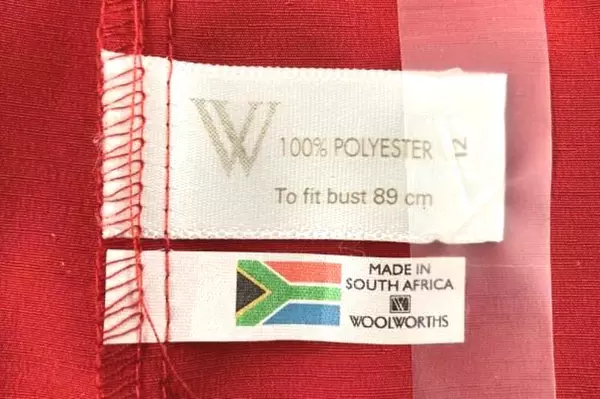 W
100% POLYESTER
12
To fit bust 89 cm
MADE IN
SOUTH AFRICA
W
WOOLWORTHS